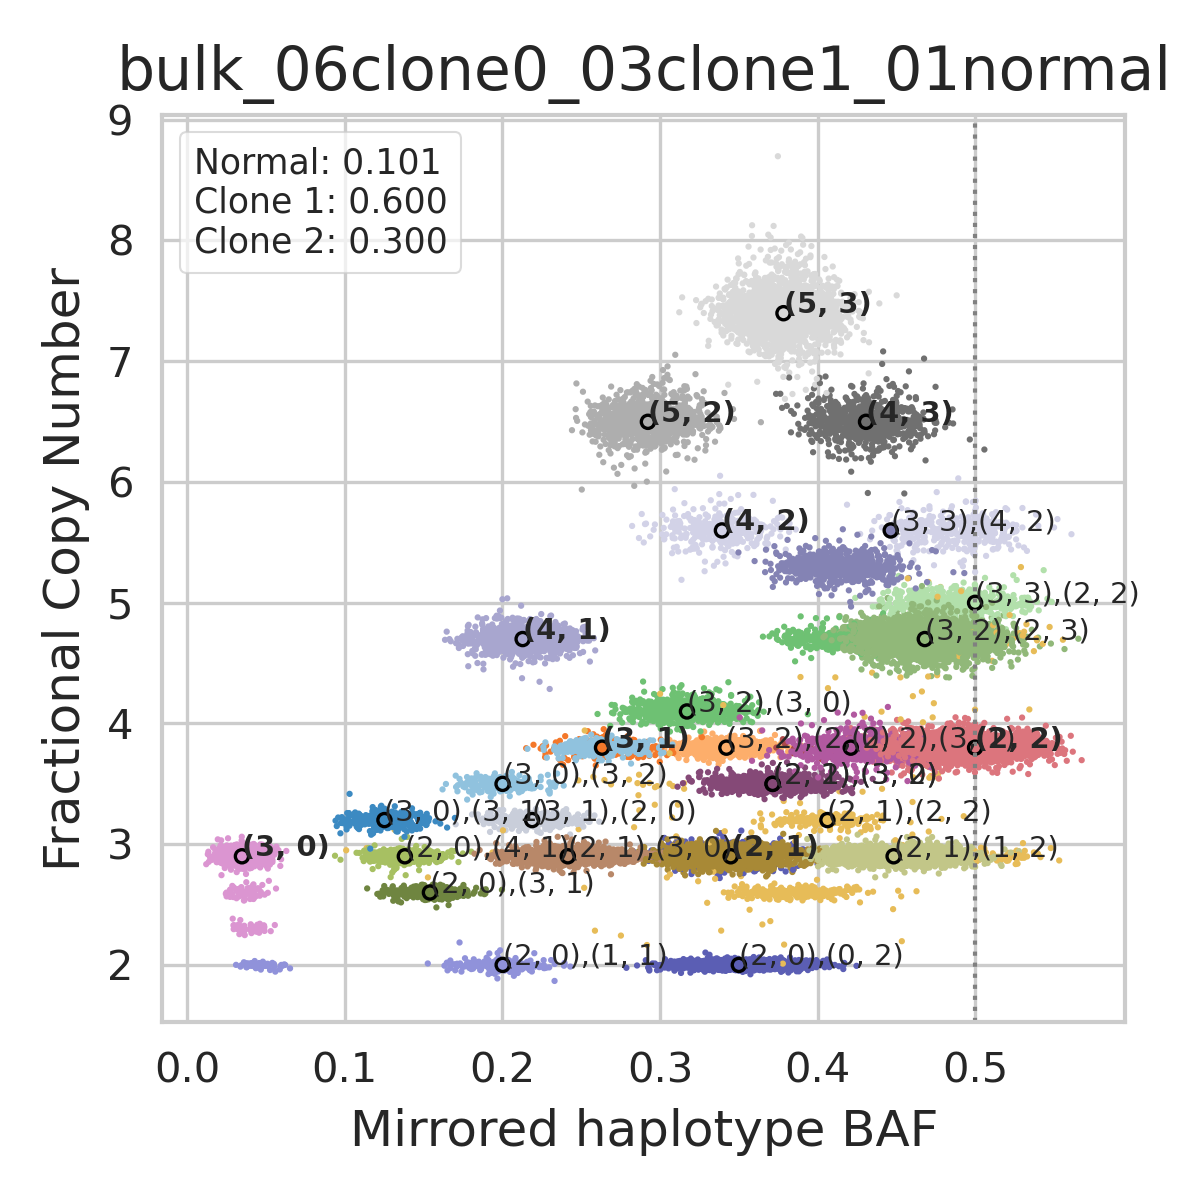 bulk_06clone0_03clone1_01normal
Normal: 0.101
Clone 1: 0.600
Clone 2: 0.300
Fractional Copy Number
9
8
7
6
5
4
3
2
(5, 3)
(5, 2)
(4, 3)
(4, 2)
(3, 3),(4, 2)
(3, 3),(2, 2)
(4, 1)
(3, 2),(2, 3)
(3, 2),(3, 0)
(3, 1)
(2, 2)
(3, 0),(3, 2)
(3, 1),(2, 0)
(2, 1),(2, 2)
(3, 0)
(2, 1)
(2, 1),(1, 2)
(2, 0),(3, 1)
(2, 0),(1, 1)
(2, 0),(0, 2)
0.0 0.1 0.2 0.3 0.4 0.5
Mirrored haplotype BAF